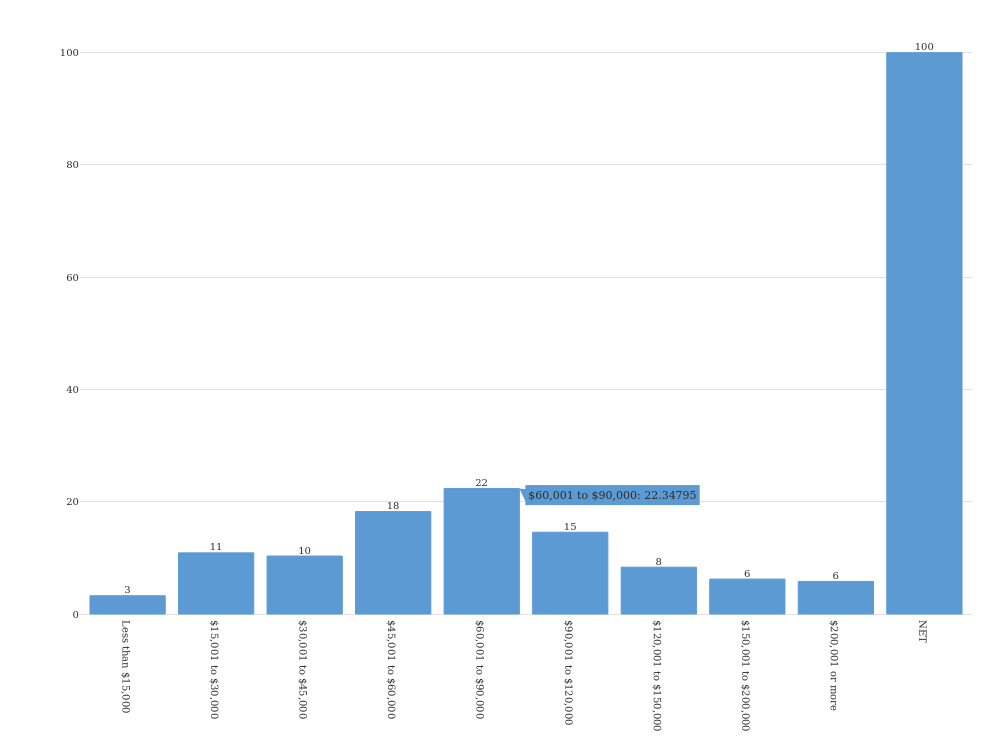 100
80
60
40
20
0
3
11
10
18
22
15
8
6
6
100
$60,001 to $90,000: 22.34795
Less than $15,000
$15,001 to $30,000
$30,001 to $45,000
$45,001 to $60,000
$60,001 to $90,000
$90,001 to $120,000
$120,001 to $150,000
$150,001 to $200,000
$200,001 or more
NET